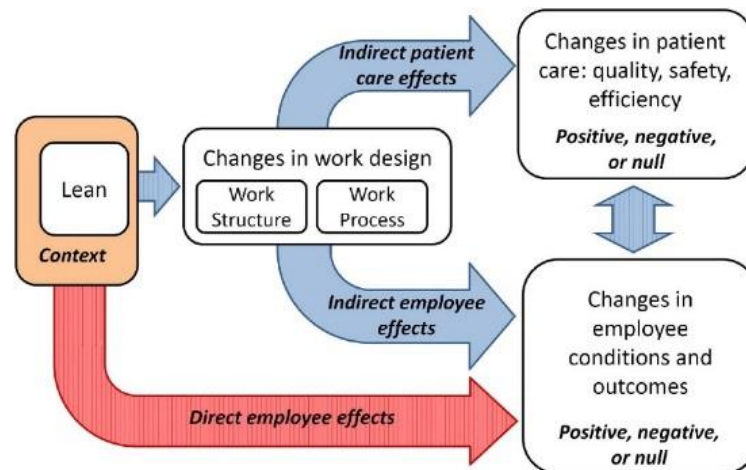 Indirect patient
care effects
Changes in patient
care: quality, safety,
efficiency
Positive, negative,
or null
Lean
Context
Changes in work design
Work
Structure
Work
Process
Indirect employee
effects
Changes in
employee
conditions and
outcomes
Positive, negative,
or null
Direct employee effects